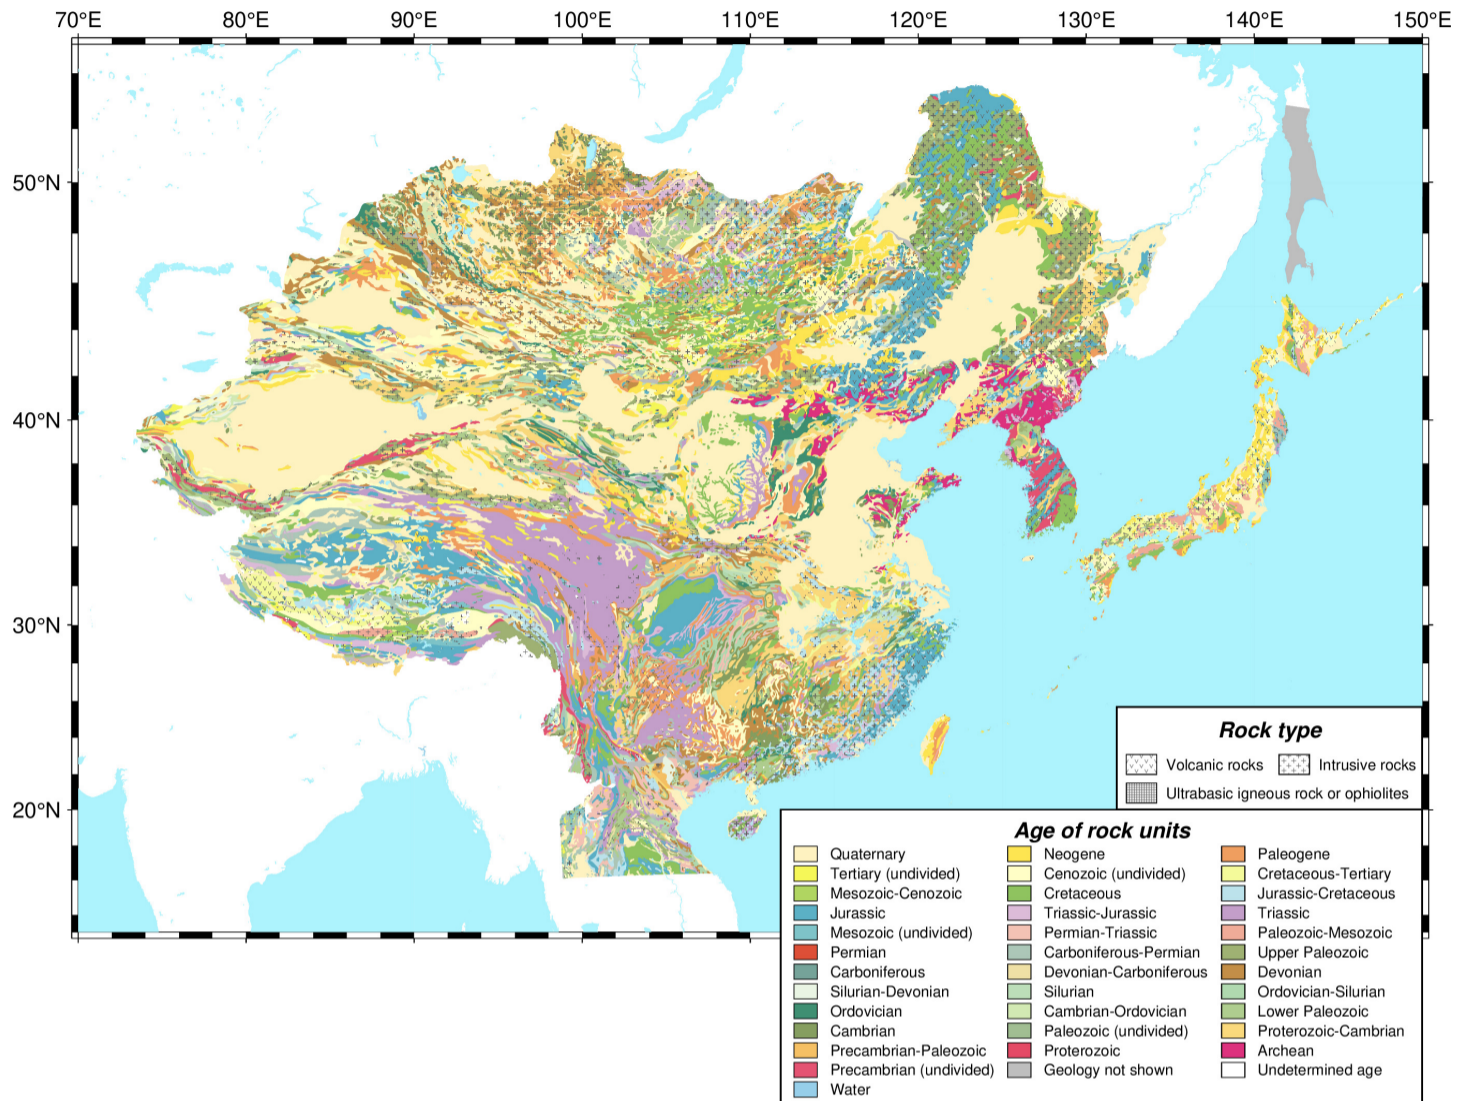 70°E 80°E 90°E 100°E 110°E 120°E 130°E 140°E 150°E
50°N
40°N
30°N
20°N
Rock type
Volcanic rocks Intrusive rocks
Ultrabasic igneous rock or ophiolites
Age of rock units
Quaternary Neogene Paleogene
Tertiary (undivided) Cenozoic (undivided) Cretaceous-Tertiary
Mesozoic-Cenozoic Cretaceous Jurassic-Cretaceous
Jurassic Triassic-Jurassic Triassic
Mesozoic (undivided) Permian-Triassic Paleozoic-Mesozoic
Permian Carboniferous-Permian Upper Paleozoic
Carboniferous Devonian-Carboniferous Devonian
Silurian-Devonian Silurian Ordovician-Silurian
Ordovician Cambrian-Ordovician Lower Paleozoic
Cambrian Paleozoic (undivided) Proterozoic-Cambrian
Precambrian-Paleozoic Proterozoic Archean
Precambrian (undivided) Geology not shown Undetermined age
Water